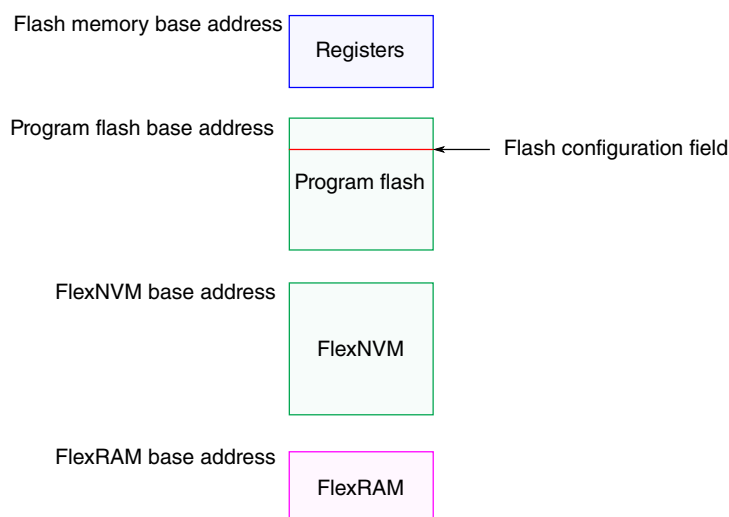 Flash memory base address
Registers
Program flash base address
Flash configuration field
Program flash
FlexNVM base address
FlexNVM
FlexRAM base address
FlexRAM